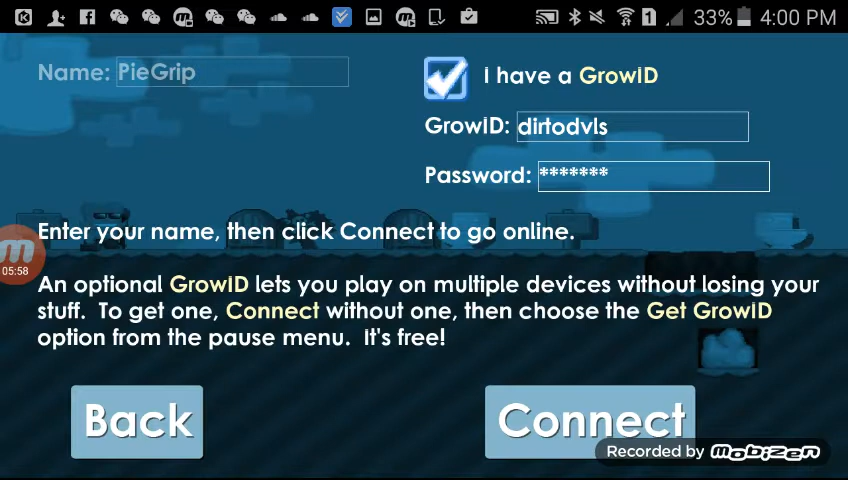 1 33% 4:00 PM
Name: PieGrip
I have a GrowID
GrowID: dirtodvls
Password: *******
Enter your name, then click Connect to go online.
05:58
An optional GrowID lets you play on multiple devices without losing your
stuff. To get one, Connect without one, then choose the Get GrowID
option from the pause menu. It's free!
Back
Connect
Recorded by Mobizen